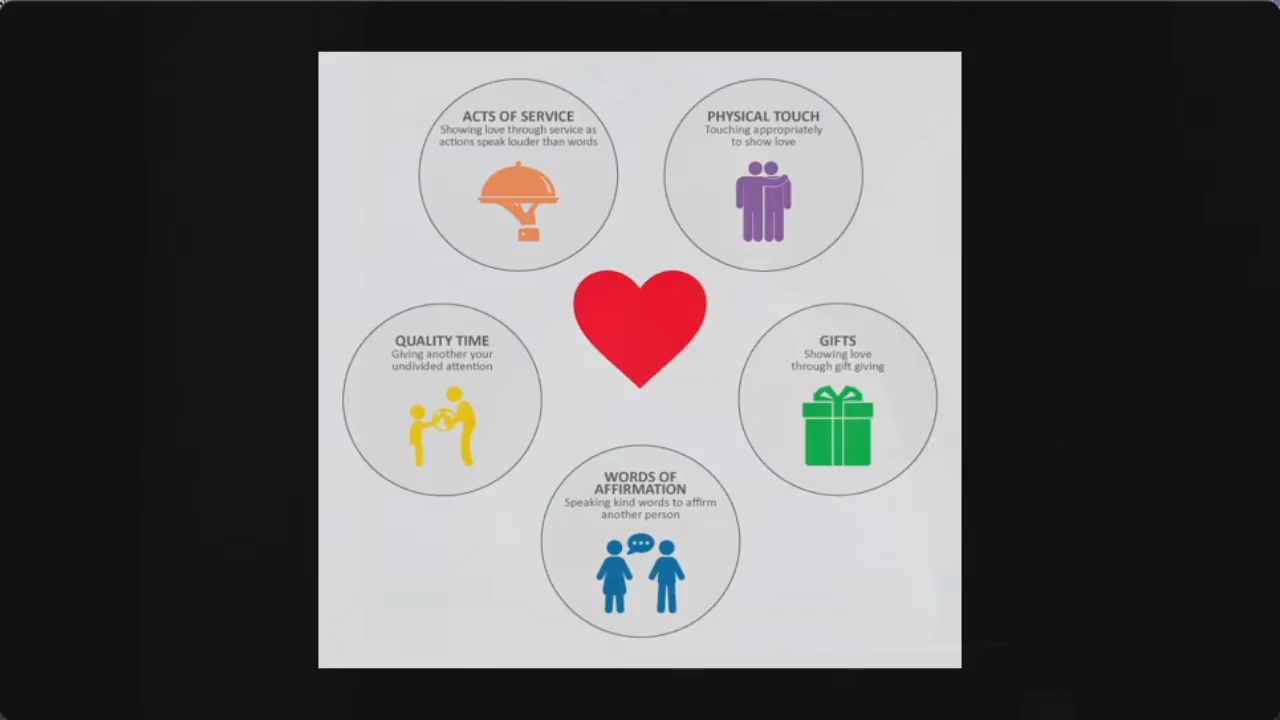 ACTS OF SERVICE
Showing love through service as
actions speak louder than words
PHYSICAL TOUCH
Touching appropriately
to show love
QUALITY TIME
Giving another your
undivided attention
GIFTS
Showing love
through gift giving
WORDS OF
AFFIRMATION
Speaking kind words to affirm
another person